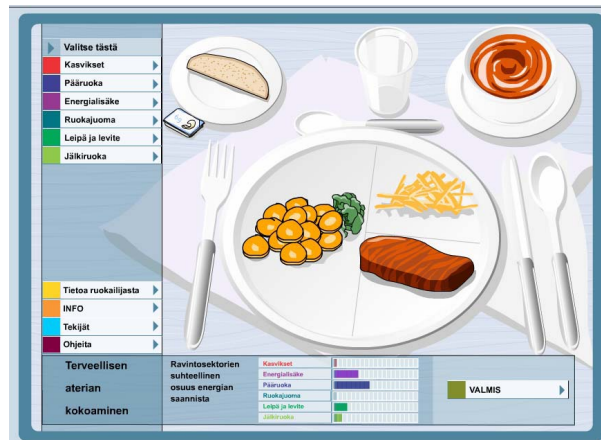 Valitse tästä
Kasvikset
Pääruoka
Energialisäke
Ruokajuoma
Leipä ja levite
Jälkiruoka
Tietoa ruokailijasta
INFO
Tekijät
Ohjeita
Terveellisen
aterian
kokoaminen
Ravintosektorien
suhteellinen
osuus energian
saannista
Kasvikset
Energialisäke
Pääruoka
Ruokajuoma
Leipä ja levite
Jälkiruoka
VALMIS